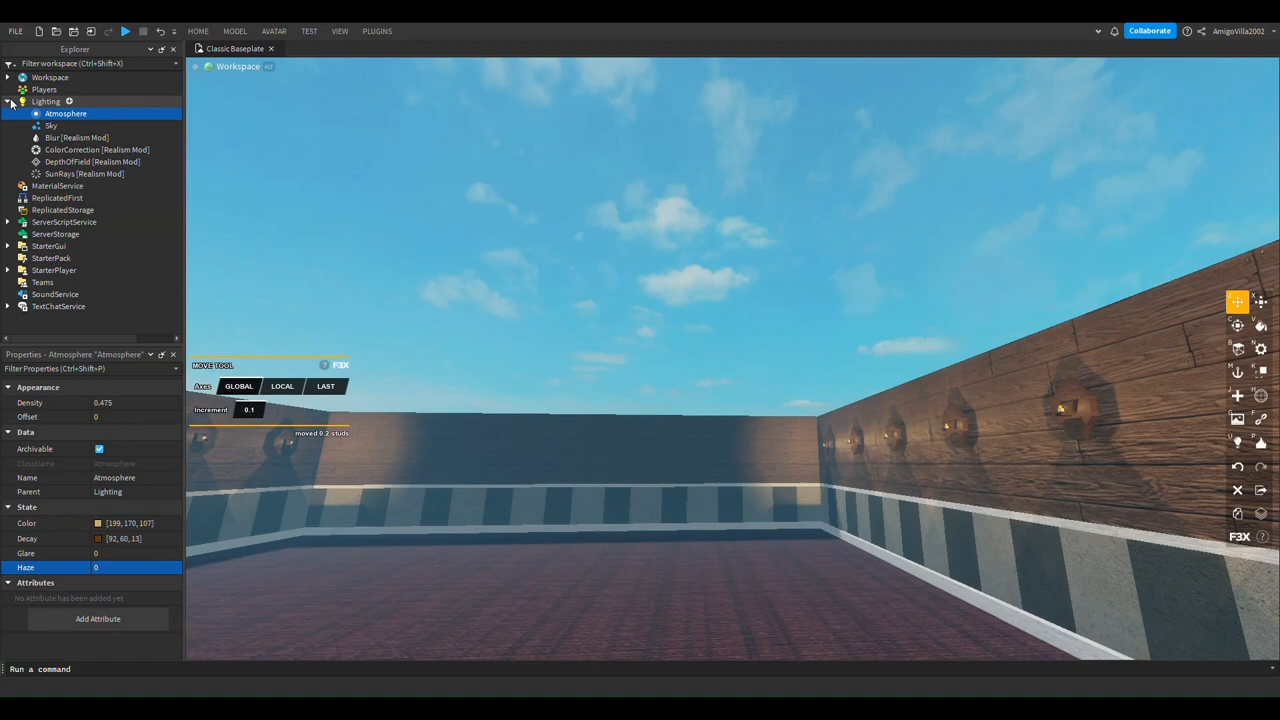 FILE
HOME
MODEL
AVATAR
TEST
VIEW
PLUGINS
Collaborate
AmigoVilla2002
Explorer
Classic Baseplate
Filter workspace (Ctrl+Shift+X)
Workspace
Players
Lighting
Atmosphere
Sky
Blur [Realism Mod]
ColorCorrection [Realism Mod]
DepthOfField [Realism Mod]
SunRays [Realism Mod]
MaterialService
ReplicatedFirst
ReplicatedStorage
ServerScriptService
ServerStorage
StarterGui
StarterPack
StarterPlayer
Teams
SoundService
TextChatService
Properties - Atmosphere "Atmosphere"
Filter Properties (Ctrl+Shift+P)
Appearance
Density 0.475
Offset 0
Data
Archivable
ClassName Atmosphere
Name Atmosphere
Parent Lighting
State
Color [199, 170, 107]
Decay [92, 60, 13]
Glare 0
Haze 0
Attributes
No Attribute has been added yet
Add Attribute
Run a command
Workspace ALT
MOVE TOOL ? F3X
Axes GLOBAL LOCAL LAST
Increment 0.1
moved 0.2 studs
Z X
C V
B N
M K
J H
G F
U P
F3X ?